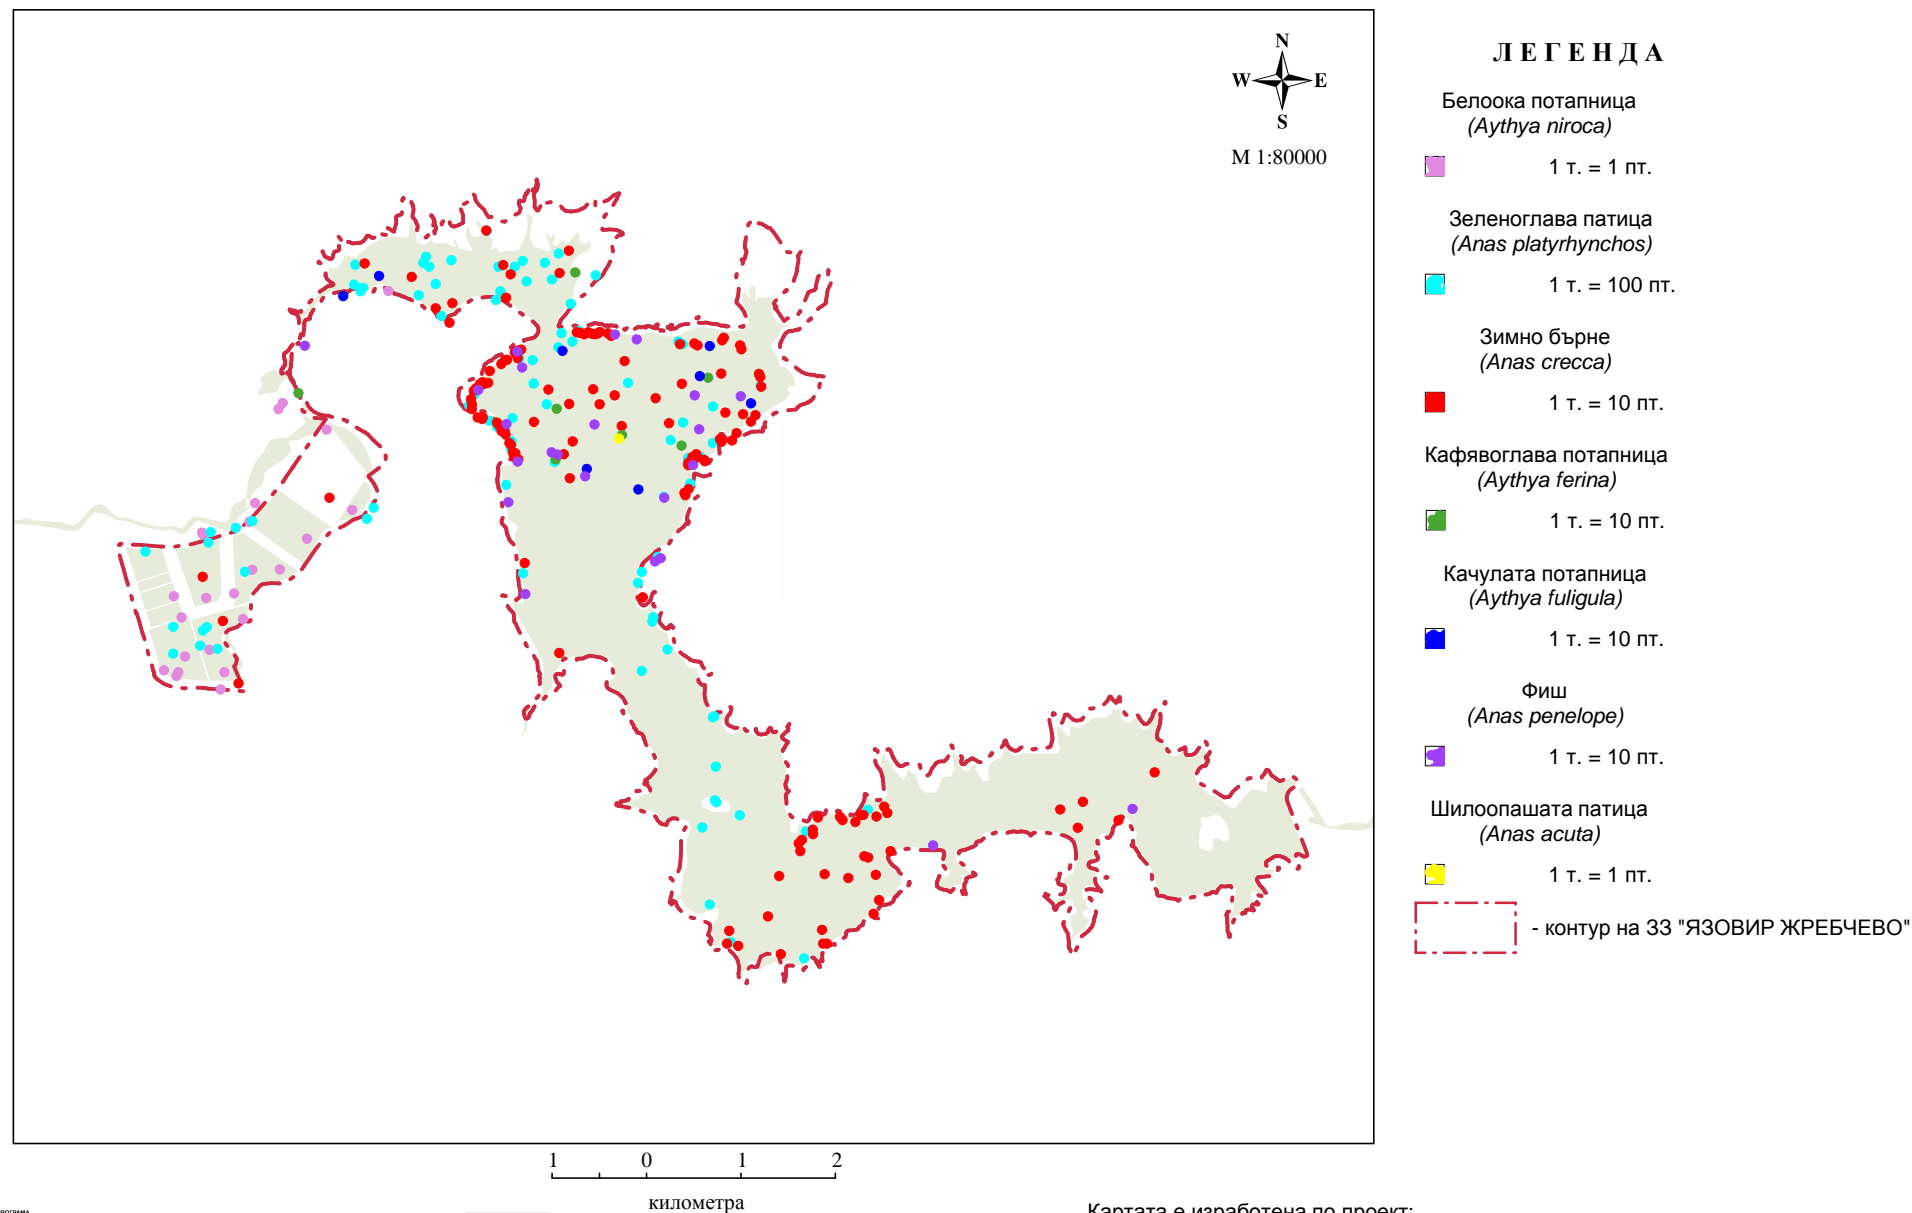 N
W E
S
М 1:80000
ЛЕГЕНДА
Белоока потапница
(Aythya niroca)
1 т. = 1 пт.
Зеленоглава патица
(Anas platyrhynchos)
1 т. = 100 пт.
Зимно бърне
(Anas crecca)
1 т. = 10 пт.
Кафявоглава потапница
(Aythya ferina)
1 т. = 10 пт.
Качулата потапница
(Aythya fuligula)
1 т. = 10 пт.
Фиш
(Anas penelope)
1 т. = 10 пт.
Шилоопашата патица
(Anas acuta)
1 т. = 1 пт.
- контур на ЗЗ "ЯЗОВИР ЖРЕБЧЕВО"
1 0 1 2
километра
Картата е изработена по проект: